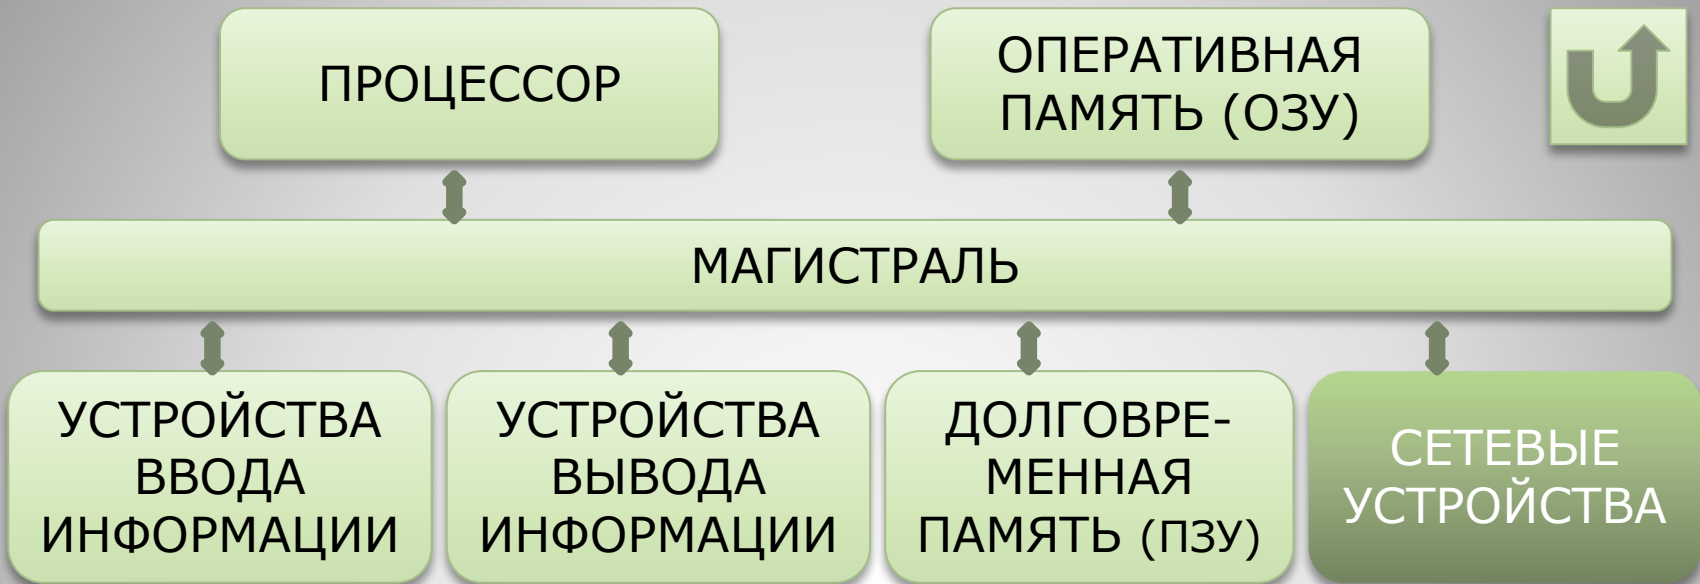 ПРОЦЕССОР
ОПЕРАТИВНАЯ
ПАМЯТЬ (ОЗУ)
МАГИСТРАЛЬ
УСТРОЙСТВА
ВВОДА
ИНФОРМАЦИИ
УСТРОЙСТВА
ВЫВОДА
ИНФОРМАЦИИ
ДОЛГОВРЕ-
МЕННАЯ
ПАМЯТЬ (ПЗУ)
СЕТЕВЫЕ
УСТРОЙСТВА